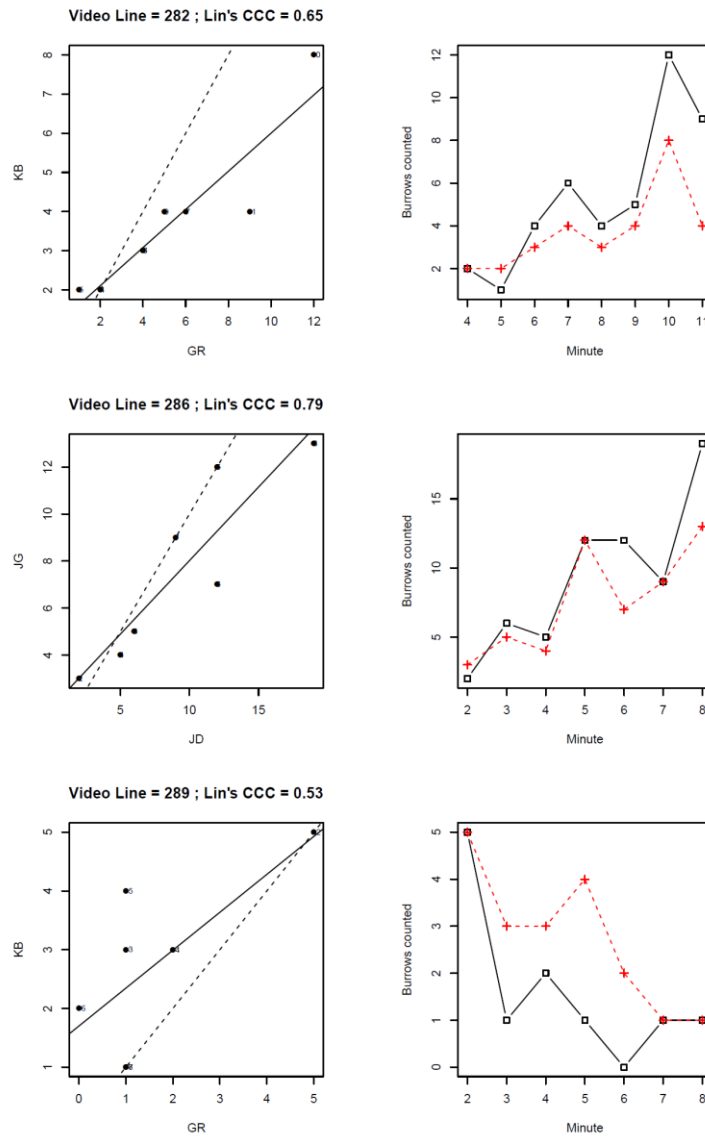 Video Line = 282 ; Lin's CCC = 0.65
KB
8
7
6
5
4
3
2
2 4 6 8 10 12
GR
Burrows counted
12
10
8
6
4
2
4 5 6 7 8 9 10 11
Minute
Video Line = 286 ; Lin's CCC = 0.79
JG
12
10
8
6
4
5 10 15
JD
Burrows counted
15
10
5
2 3 4 5 6 7 8
Minute
Video Line = 289 ; Lin's CCC = 0.53
KB
5
4
3
2
1
0 1 2 3 4 5
GR
Burrows counted
5
4
3
2
1
0
2 3 4 5 6 7 8
Minute